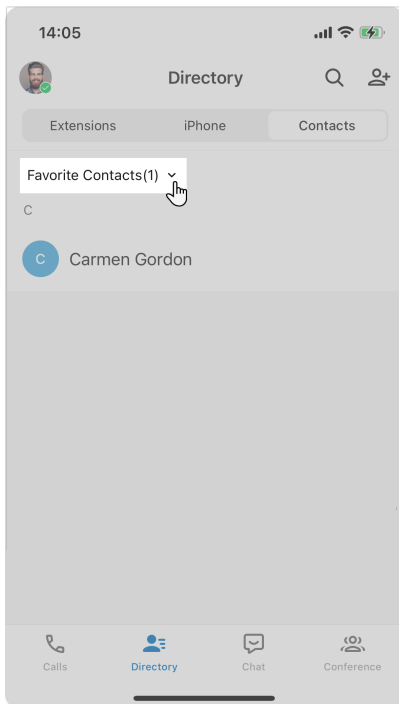 14:05
Directory
Extensions iPhone Contacts
Favorite Contacts(1)
C
C Carmen Gordon
Calls Directory Chat Conference